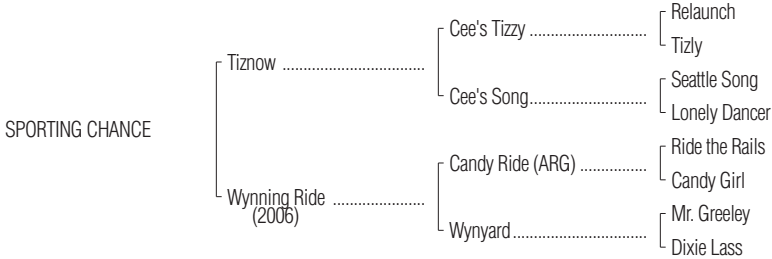 Relaunch
Cee's Tizzy ..............................
Tizly
Tiznow ....................................
Seattle Song
Cee's Song..............................
Lonely Dancer
SPORTING CHANCE
Ride the Rails
Candy Ride (ARG) .................
Candy Girl
Wynning Ride .......................
(2006)
Mr. Greeley
Wynyard..................................
Dixie Lass